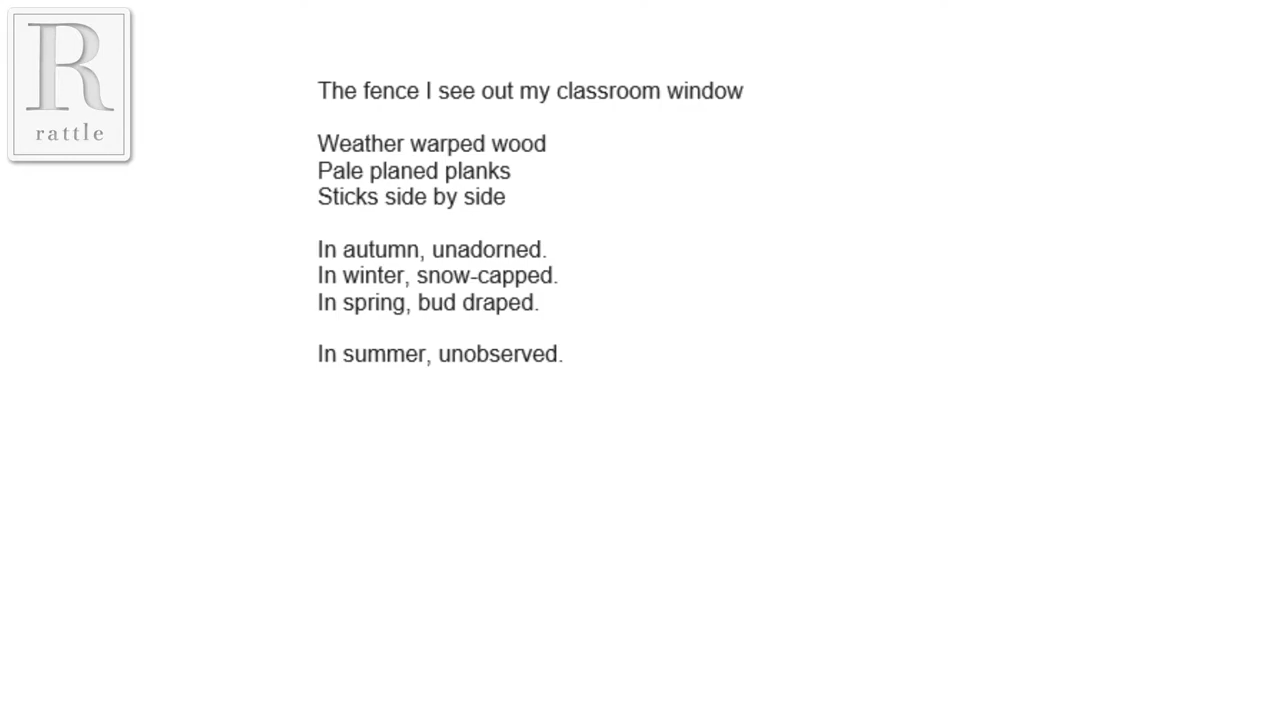 R
rattle
The fence I see out my classroom window
Weather warped wood
Pale planed planks
Sticks side by side
In autumn, unadorned.
In winter, snow-capped.
In spring, bud draped.
In summer, unobserved.